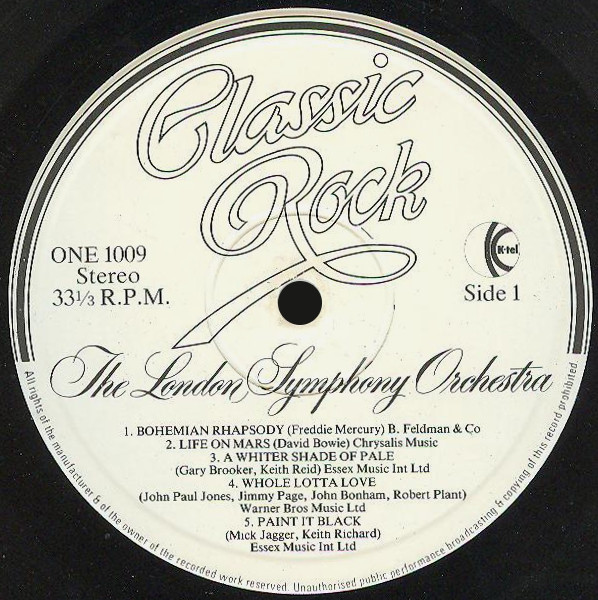 Classic
Rock
ONE 1009
Stereo
33⅓ R.P.M.
K-tel
Side 1
The London Symphony Orchestra
1. BOHEMIAN RHAPSODY (Freddie Mercury) B. Feldman & Co
2. LIFE ON MARS (David Bowie) Chrysalis Music
3. A WHITER SHADE OF PALE
(Gary Brooker, Keith Reid) Essex Music Int Ltd
4. WHOLE LOTTA LOVE
(John Paul Jones, Jimmy Page, John Bonham, Robert Plant)
Warner Bros Music Ltd
5. PAINT IT BLACK
(Mick Jagger, Keith Richard)
Essex Music Int Ltd
All rights of the manufacturer & of the owner of the recorded work reserved. Unauthorised public performance broadcasting & copying of this record prohibited